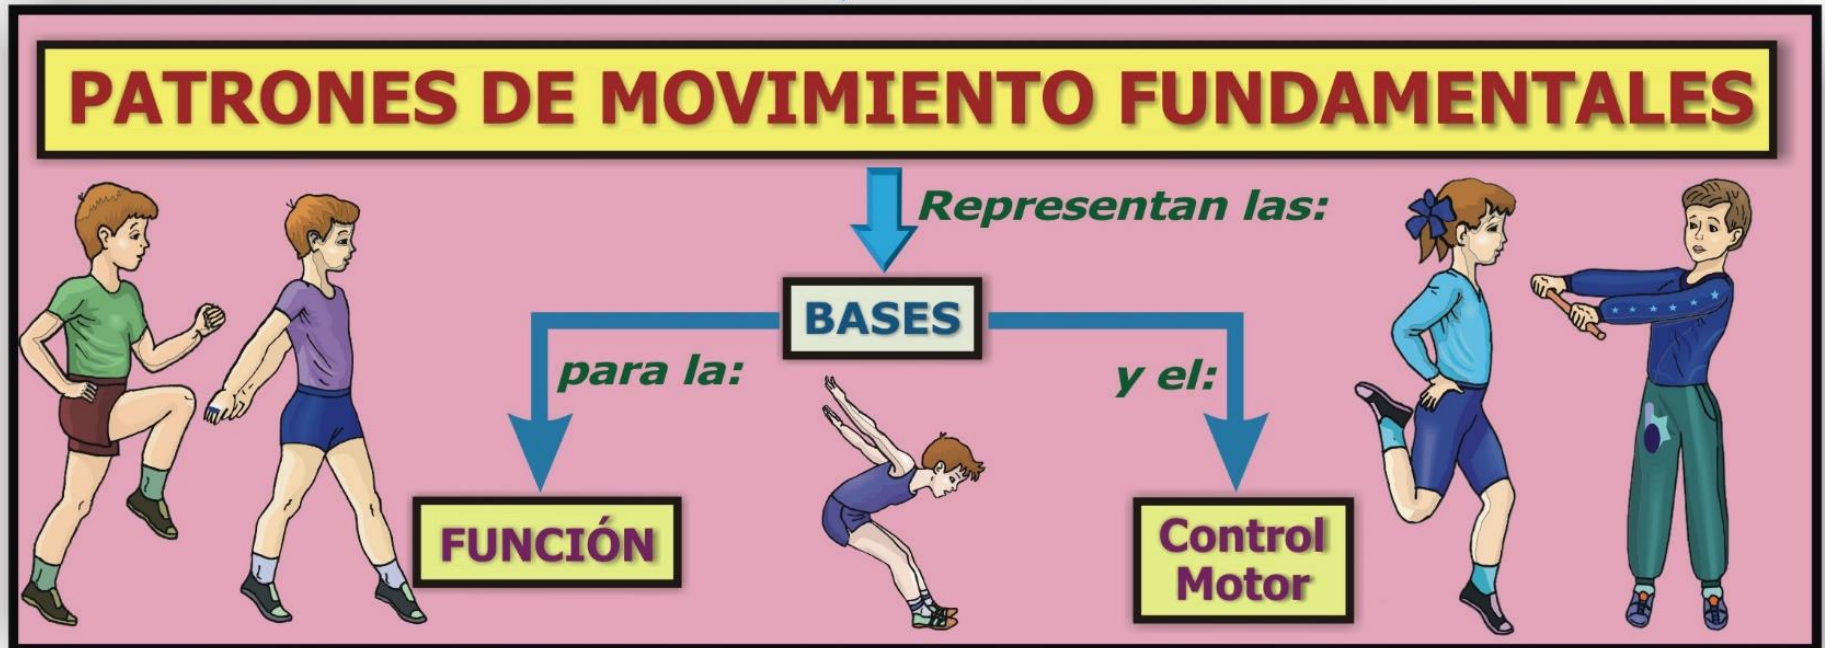 PATRONES DE MOVIMIENTO FUNDAMENTALES
Representan las:
BASES
para la:
y el:
FUNCIÓN
Control
Motor